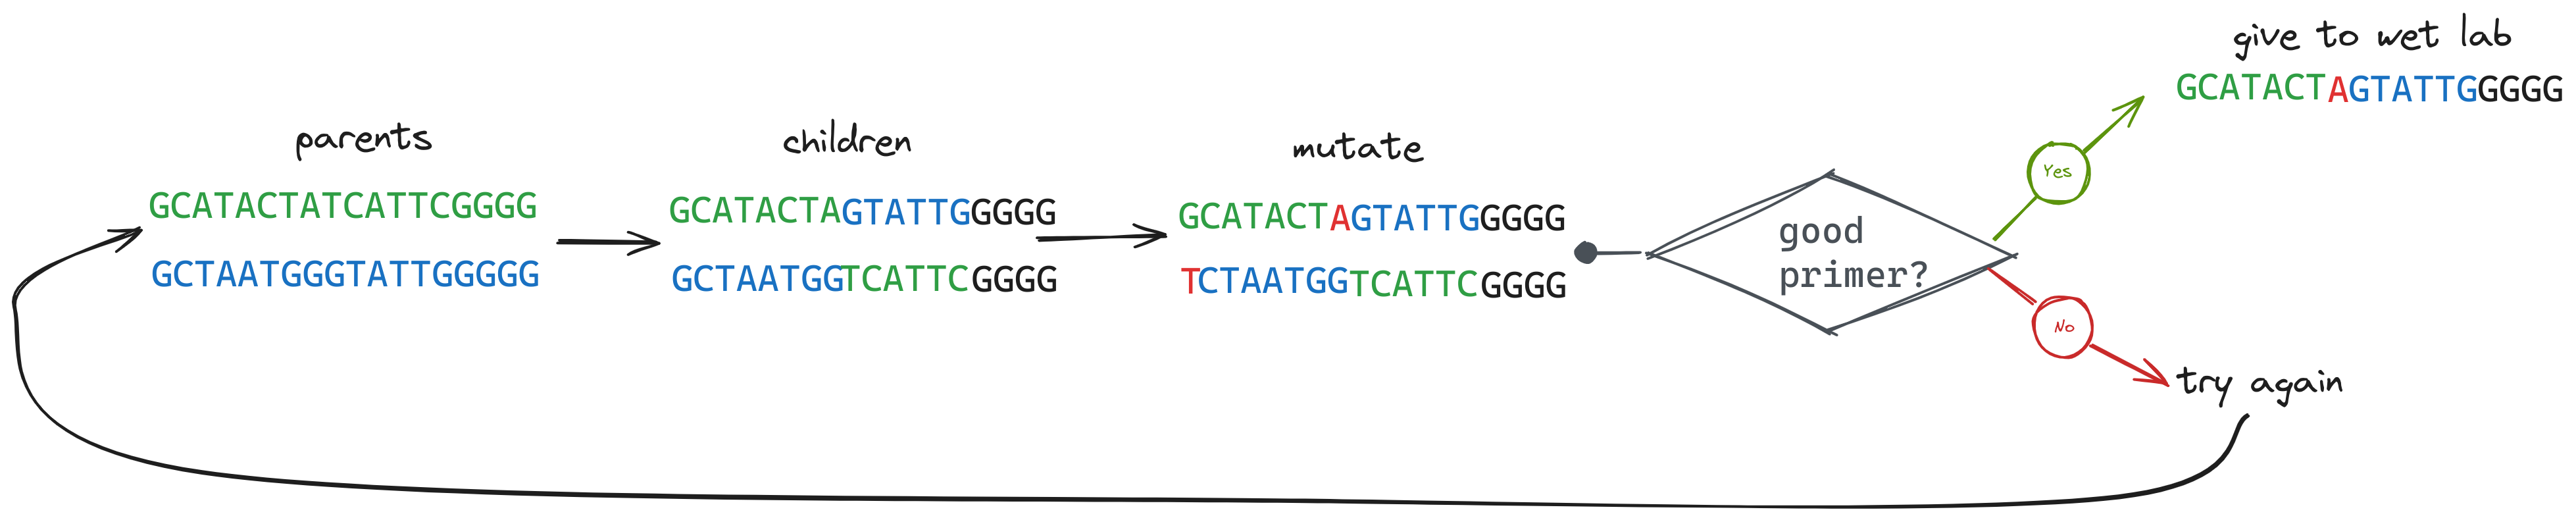 parents
GCATACTATCATTCGGGG
GCTAATGGGTATTGGGGG
children
GCATACTAGTATTGGGGG
GCTAATGGTCATTCGGGG
mutate
GCATACTAGTATTGGGGG
TCTAATGGTCATTCGGGG
good
primer?
Yes
give to wet lab
GCATACTAGTATTGGGGG
No
try again